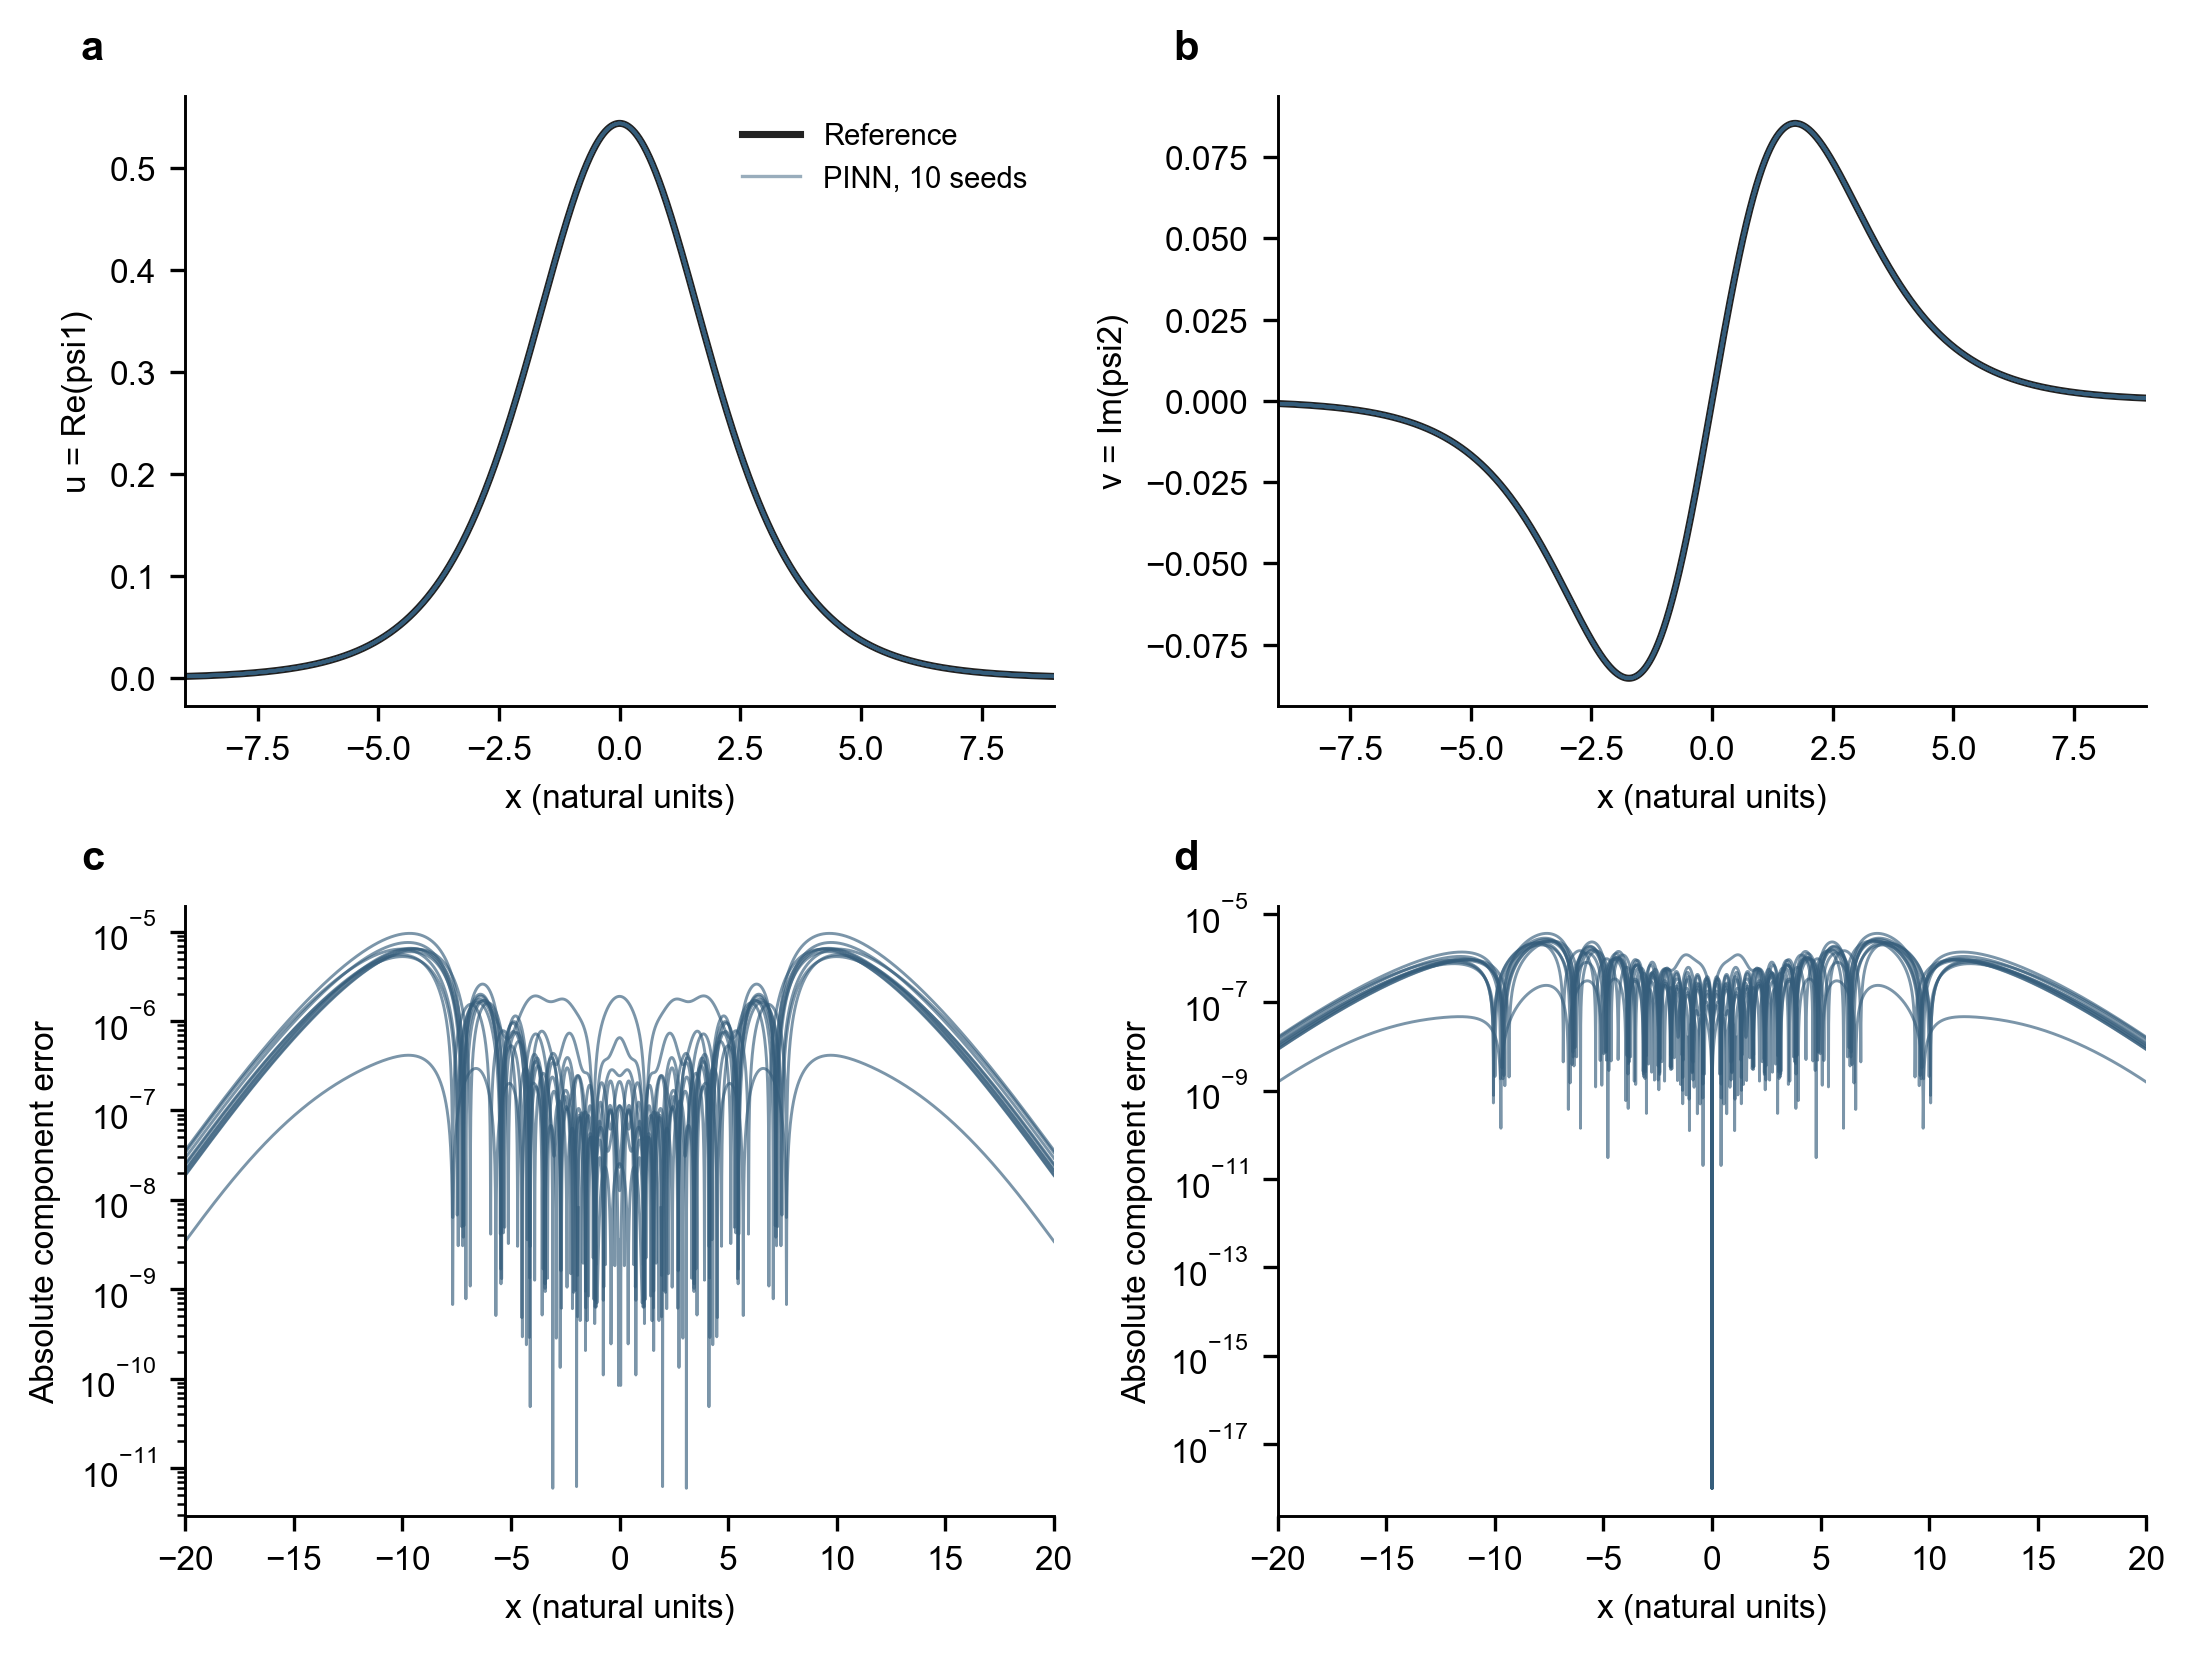 a
Reference
PINN, 10 seeds
u = Re(psi1)
0.5
0.4
0.3
0.2
0.1
0.0
−7.5 −5.0 −2.5 0.0 2.5 5.0 7.5
x (natural units)
b
v = Im(psi2)
0.075
0.050
0.025
0.000
−0.025
−0.050
−0.075
−7.5 −5.0 −2.5 0.0 2.5 5.0 7.5
x (natural units)
c
Absolute component error
10⁻⁵
10⁻⁶
10⁻⁷
10⁻⁸
10⁻⁹
10⁻¹⁰
10⁻¹¹
−20 −15 −10 −5 0 5 10 15 20
x (natural units)
d
Absolute component error
10⁻⁵
10⁻⁷
10⁻⁹
10⁻¹¹
10⁻¹³
10⁻¹⁵
10⁻¹⁷
−20 −15 −10 −5 0 5 10 15 20
x (natural units)